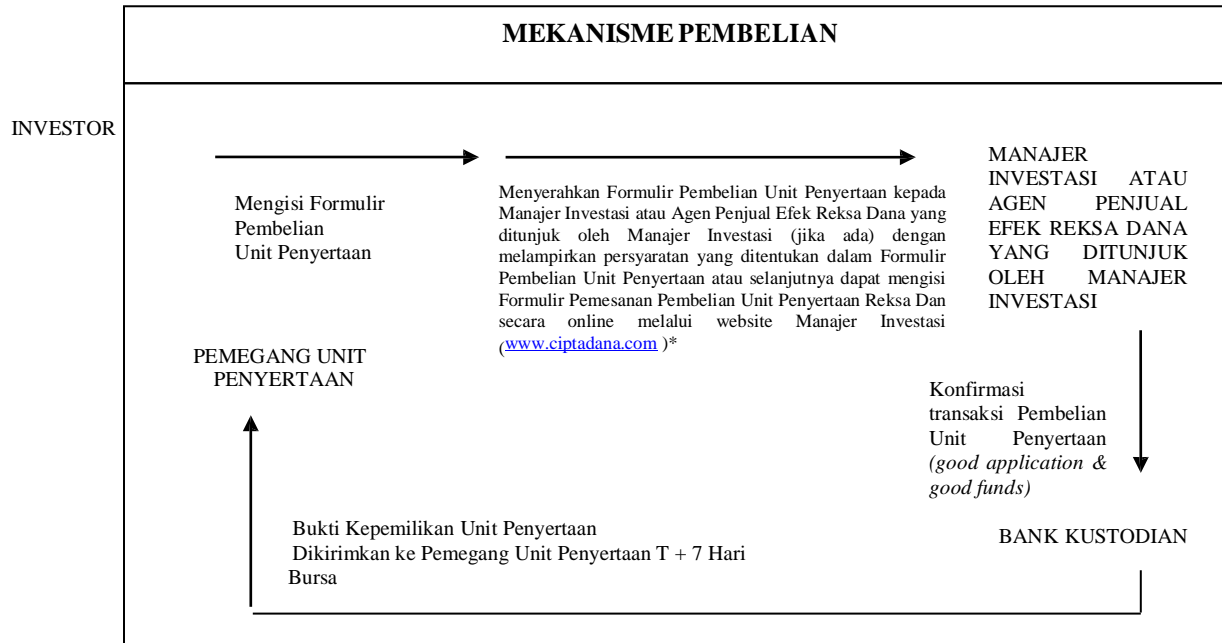 MEKANISME PEMBELIAN
INVESTOR
Mengisi Formulir
Pembelian
Unit Penyertaan
Menyerahkan Formulir Pembelian Unit Penyertaan kepada
Manajer Investasi atau Agen Penjual Efek Reksa Dana yang
ditunjuk oleh Manajer Investasi (jika ada) dengan
melampirkan persyaratan yang ditentukan dalam Formulir
Pembelian Unit Penyertaan atau selanjutnya dapat mengisi
Formulir Pemesanan Pembelian Unit Penyertaan Reksa Dan
secara online melalui website Manajer Investasi
(www.ciptadana.com )*
MANAJER
INVESTASI ATAU
AGEN PENJUAL
EFEK REKSA DANA
YANG DITUNJUK
OLEH MANAJER
INVESTASI
PEMEGANG UNIT
PENYERTAAN
Konfirmasi
transaksi Pembelian
Unit Penyertaan
(good application &
good funds)
BANK KUSTODIAN
Bukti Kepemilikan Unit Penyertaan
Dikirimkan ke Pemegang Unit Penyertaan T + 7 Hari
Bursa